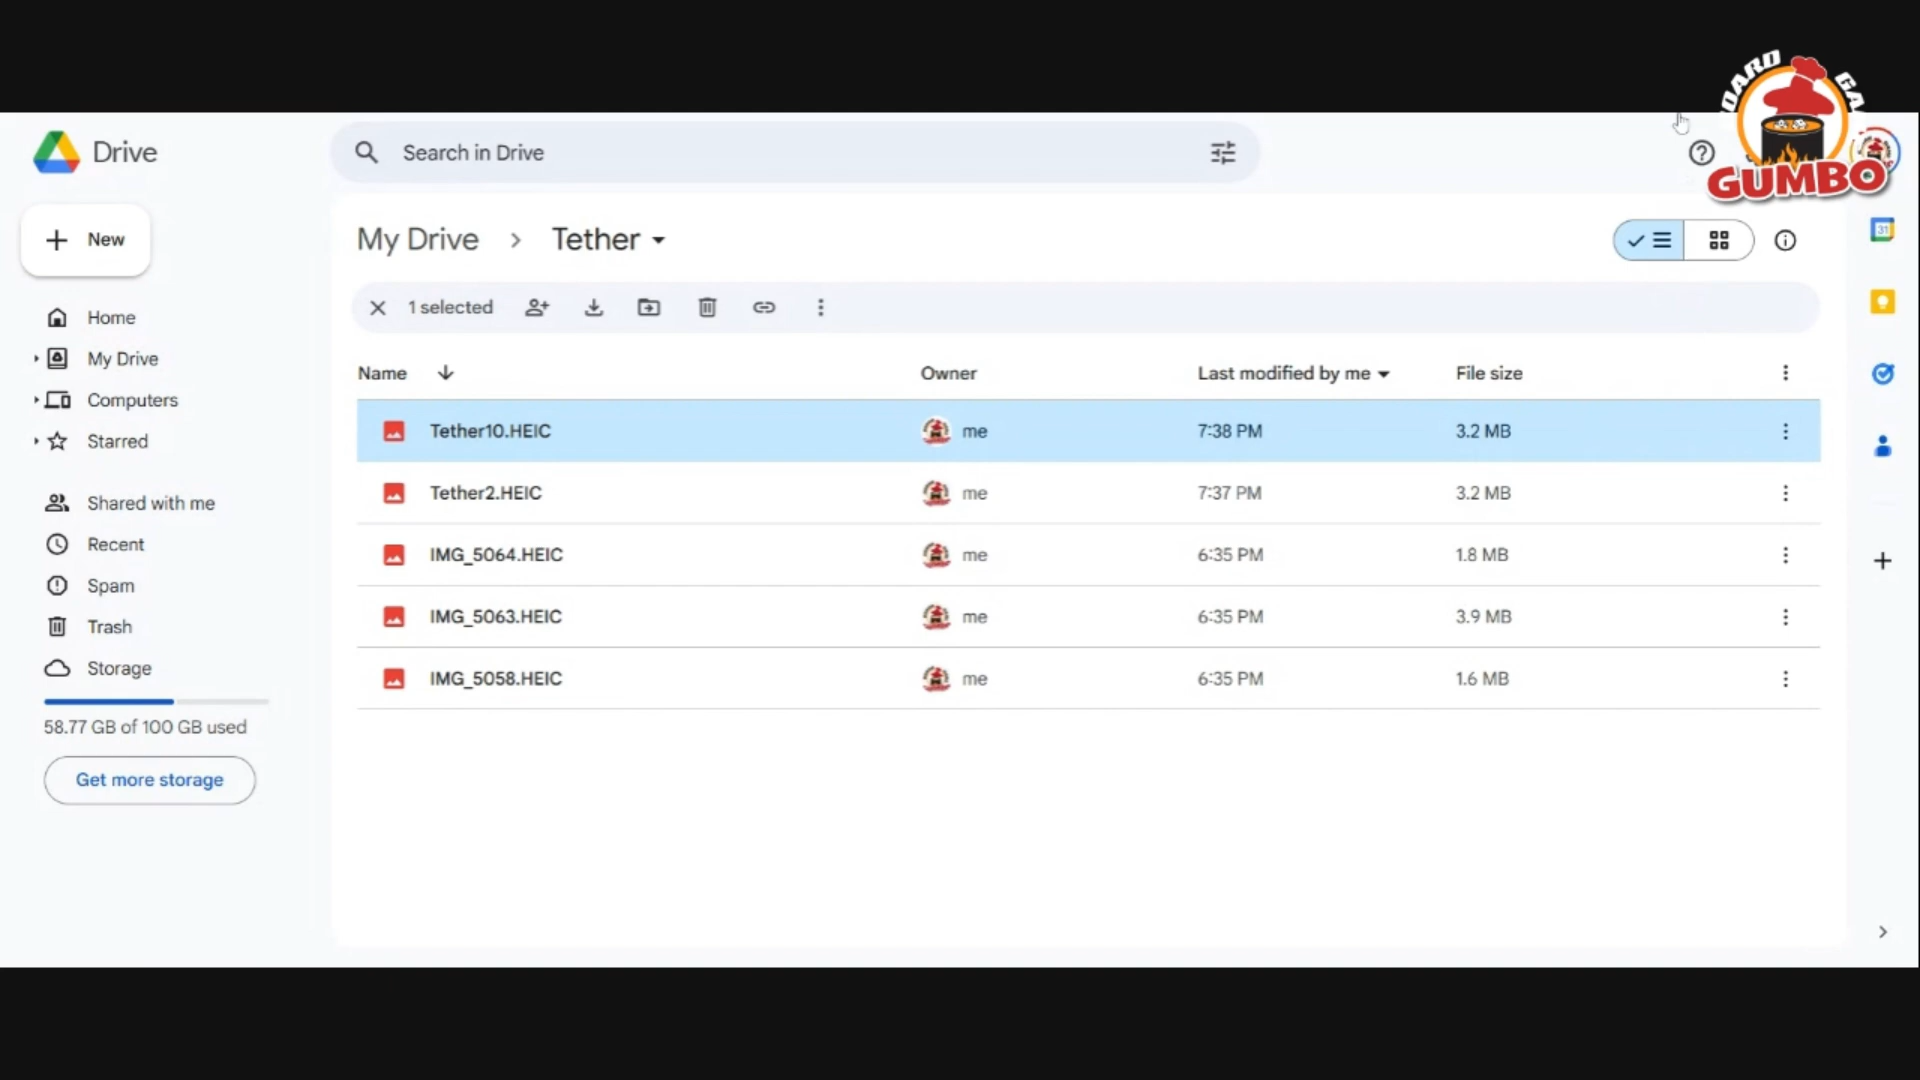 OARD GA
GUMBO
Drive
Search in Drive
New
My Drive
Tether
31
1 selected
Home
My Drive
Computers
Starred
Shared with me
Recent
Spam
Trash
Storage
58.77 GB of 100 GB used
Get more storage
Name
Owner
Last modified by me
File size
Tether10.HEIC
me
7:38 PM
3.2 MB
Tether2.HEIC
me
7:37 PM
3.2 MB
IMG_5064.HEIC
me
6:35 PM
1.8 MB
IMG_5063.HEIC
me
6:35 PM
3.9 MB
IMG_5058.HEIC
me
6:35 PM
1.6 MB